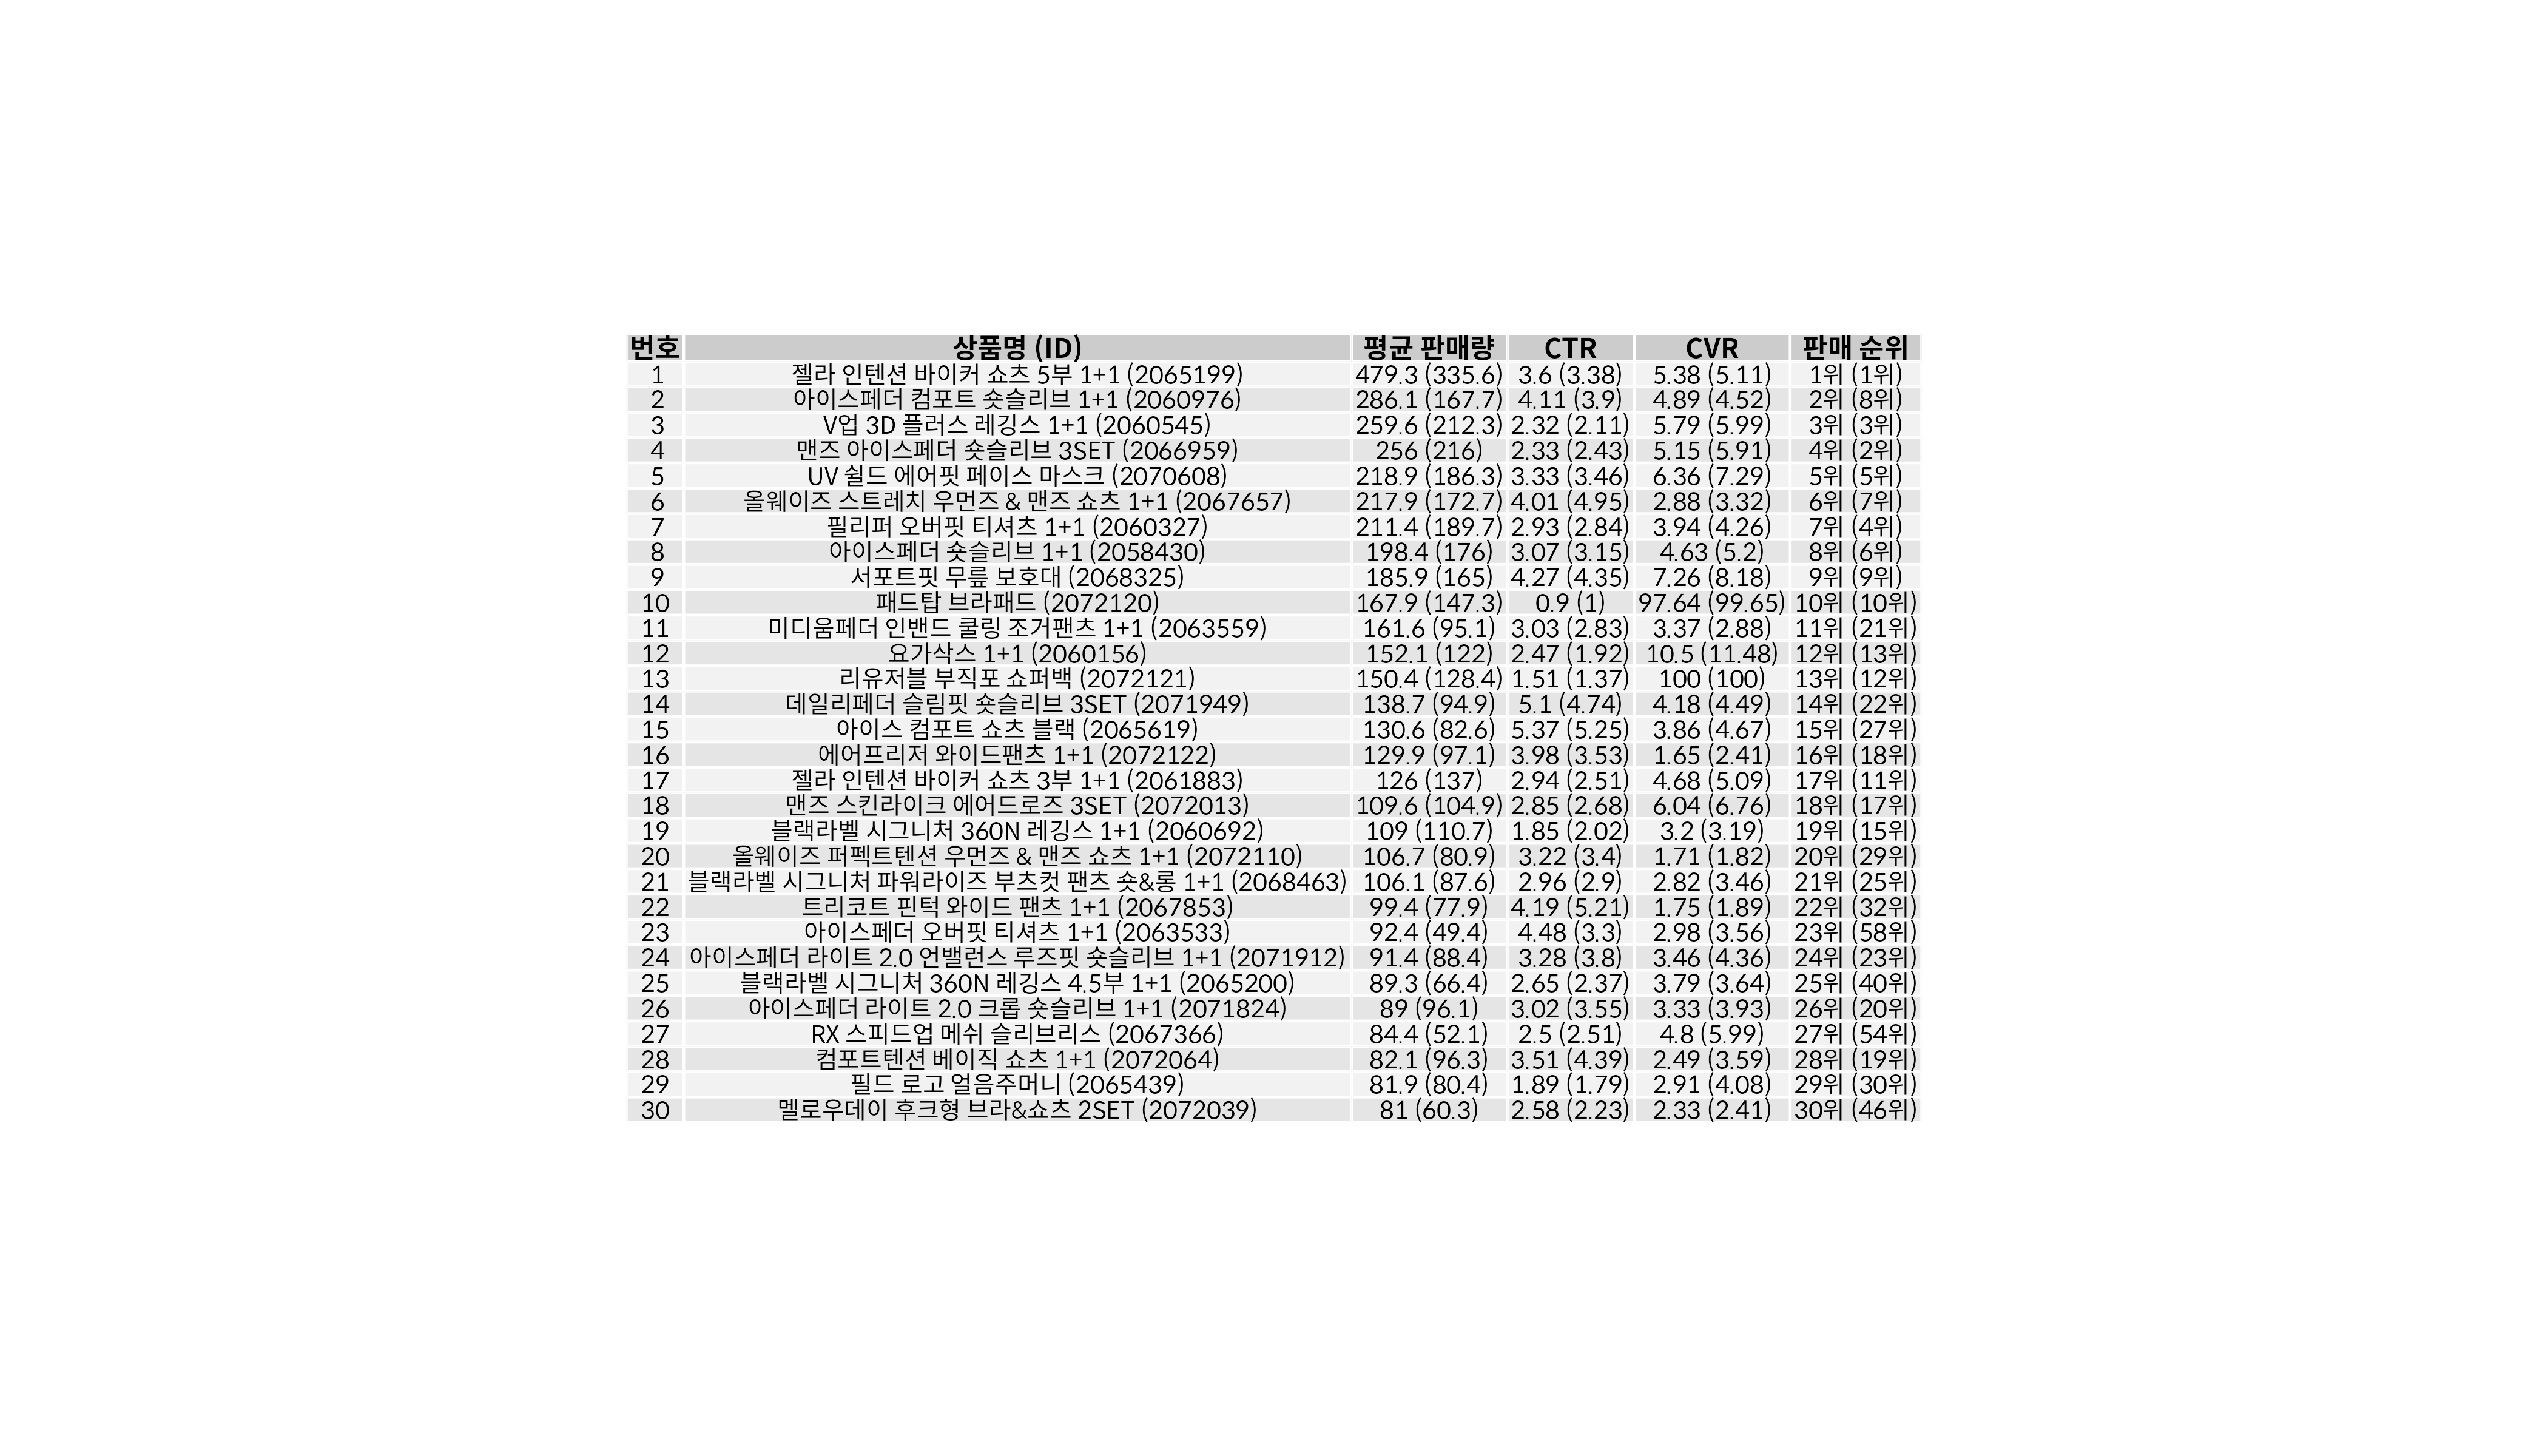 번호 상품명 (ID) 평균 판매량 CTR CVR 판매 순위
1 젤라 인텐션 바이커 쇼츠 5부 1+1 (2065199) 479.3 (335.6) 3.6 (3.38) 5.38 (5.11) 1위 (1위)
2 아이스페더 컴포트 숏슬리브 1+1 (2060976) 286.1 (167.7) 4.11 (3.9) 4.89 (4.52) 2위 (8위)
3 V업 3D 플러스 레깅스 1+1 (2060545) 259.6 (212.3) 2.32 (2.11) 5.79 (5.99) 3위 (3위)
4 맨즈 아이스페더 숏슬리브 3SET (2066959) 256 (216) 2.33 (2.43) 5.15 (5.91) 4위 (2위)
5 UV 쉴드 에어핏 페이스 마스크 (2070608) 218.9 (186.3) 3.33 (3.46) 6.36 (7.29) 5위 (5위)
6 올웨이즈 스트레치 우먼즈 & 맨즈 쇼츠 1+1 (2067657) 217.9 (172.7) 4.01 (4.95) 2.88 (3.32) 6위 (7위)
7 필리퍼 오버핏 티셔츠 1+1 (2060327) 211.4 (189.7) 2.93 (2.84) 3.94 (4.26) 7위 (4위)
8 아이스페더 숏슬리브 1+1 (2058430) 198.4 (176) 3.07 (3.15) 4.63 (5.2) 8위 (6위)
9 서포트핏 무릎 보호대 (2068325) 185.9 (165) 4.27 (4.35) 7.26 (8.18) 9위 (9위)
10 패드탑 브라패드 (2072120) 167.9 (147.3) 0.9 (1) 97.64 (99.65) 10위 (10위)
11 미디움페더 인밴드 쿨링 조거팬츠 1+1 (2063559) 161.6 (95.1) 3.03 (2.83) 3.37 (2.88) 11위 (21위)
12 요가삭스 1+1 (2060156) 152.1 (122) 2.47 (1.92) 10.5 (11.48) 12위 (13위)
13 리유저블 부직포 쇼퍼백 (2072121) 150.4 (128.4) 1.51 (1.37) 100 (100) 13위 (12위)
14 데일리페더 슬림핏 숏슬리브 3SET (2071949) 138.7 (94.9) 5.1 (4.74) 4.18 (4.49) 14위 (22위)
15 아이스 컴포트 쇼츠 블랙 (2065619) 130.6 (82.6) 5.37 (5.25) 3.86 (4.67) 15위 (27위)
16 에어프리저 와이드팬츠 1+1 (2072122) 129.9 (97.1) 3.98 (3.53) 1.65 (2.41) 16위 (18위)
17 젤라 인텐션 바이커 쇼츠 3부 1+1 (2061883) 126 (137) 2.94 (2.51) 4.68 (5.09) 17위 (11위)
18 맨즈 스킨라이크 에어드로즈 3SET (2072013) 109.6 (104.9) 2.85 (2.68) 6.04 (6.76) 18위 (17위)
19 블랙라벨 시그니처 360N 레깅스 1+1 (2060692) 109 (110.7) 1.85 (2.02) 3.2 (3.19) 19위 (15위)
20 올웨이즈 퍼펙트텐션 우먼즈 & 맨즈 쇼츠 1+1 (2072110) 106.7 (80.9) 3.22 (3.4) 1.71 (1.82) 20위 (29위)
21 블랙라벨 시그니처 파워라이즈 부츠컷 팬츠 숏&롱 1+1 (2068463) 106.1 (87.6) 2.96 (2.9) 2.82 (3.46) 21위 (25위)
22 트리코트 핀턱 와이드 팬츠 1+1 (2067853) 99.4 (77.9) 4.19 (5.21) 1.75 (1.89) 22위 (32위)
23 아이스페더 오버핏 티셔츠 1+1 (2063533) 92.4 (49.4) 4.48 (3.3) 2.98 (3.56) 23위 (58위)
24 아이스페더 라이트 2.0 언밸런스 루즈핏 숏슬리브 1+1 (2071912) 91.4 (88.4) 3.28 (3.8) 3.46 (4.36) 24위 (23위)
25 블랙라벨 시그니처 360N 레깅스 4.5부 1+1 (2065200) 89.3 (66.4) 2.65 (2.37) 3.79 (3.64) 25위 (40위)
26 아이스페더 라이트 2.0 크롭 숏슬리브 1+1 (2071824) 89 (96.1) 3.02 (3.55) 3.33 (3.93) 26위 (20위)
27 RX 스피드업 메쉬 슬리브리스 (2067366) 84.4 (52.1) 2.5 (2.51) 4.8 (5.99) 27위 (54위)
28 컴포트텐션 베이직 쇼츠 1+1 (2072064) 82.1 (96.3) 3.51 (4.39) 2.49 (3.59) 28위 (19위)
29 필드 로고 얼음주머니 (2065439) 81.9 (80.4) 1.89 (1.79) 2.91 (4.08) 29위 (30위)
30 멜로우데이 후크형 브라&쇼츠 2SET (2072039) 81 (60.3) 2.58 (2.23) 2.33 (2.41) 30위 (46위)